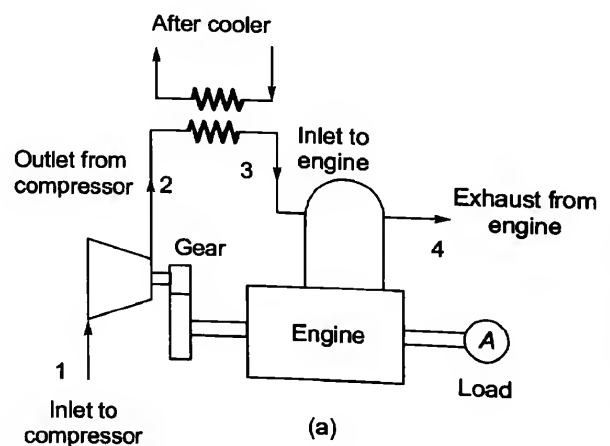 After cooler
Inlet to
engine
Outlet from
compressor
2
3
Exhaust from
engine
4
Gear
Engine
A
Load
1
Inlet to
compressor
(a)